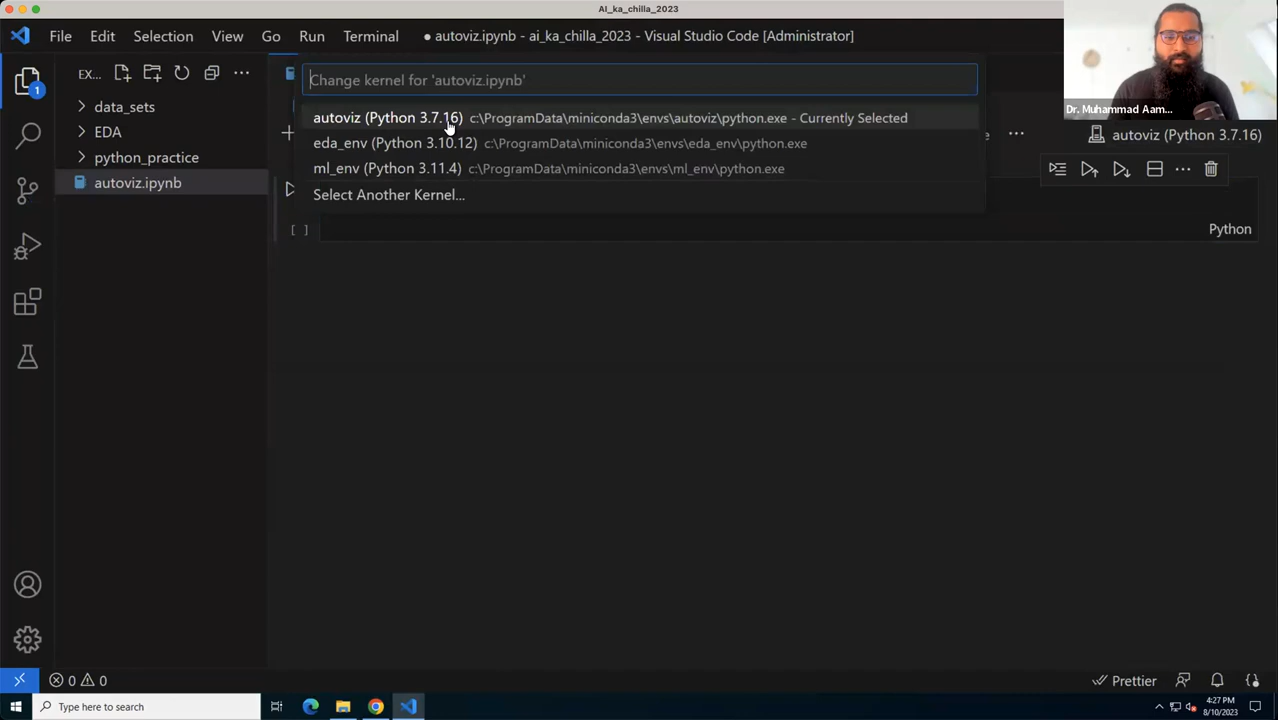 AI_ka_chilla_2023
File Edit Selection View Go Run Terminal ● autoviz.ipynb - ai_ka_chilla_2023 - Visual Studio Code [Administrator]
EX... ...
1
Change kernel for 'autoviz.ipynb'
data_sets
autoviz (Python 3.7.16) c:\ProgramData\miniconda3\envs\autoviz\python.exe - Currently Selected
Dr. Muhammad Aam...
EDA
eda_env (Python 3.10.12) c:\ProgramData\miniconda3\envs\eda_env\python.exe
autoviz (Python 3.7.16)
python_practice
ml_env (Python 3.11.4) c:\ProgramData\miniconda3\envs\ml_env\python.exe
autoviz.ipynb
Select Another Kernel...
[ ]
Python
0 0
Prettier
Type here to search
4:27 PM
8/10/2023